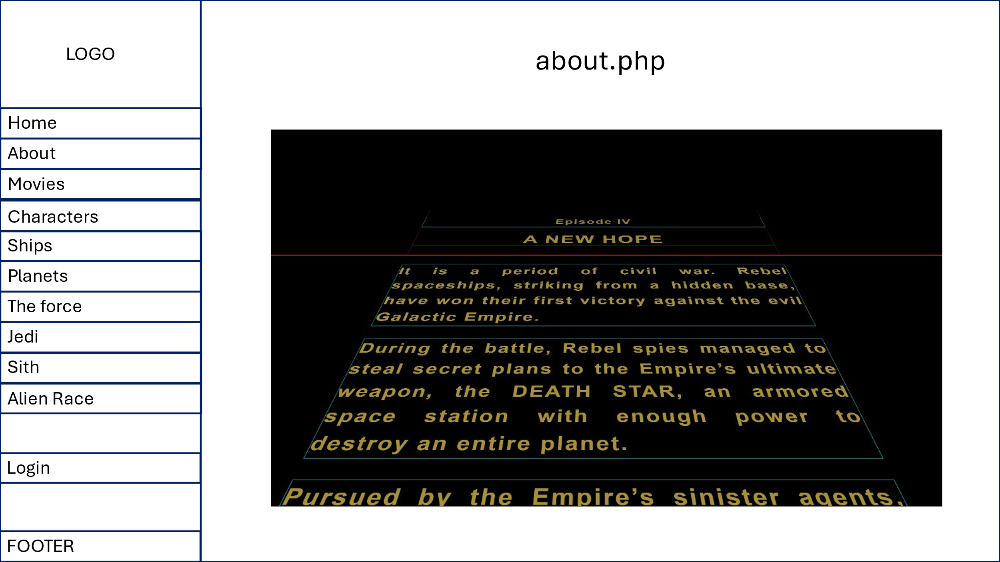 LOGO
Home
About
Movies
Characters
Ships
Planets
The force
Jedi
Sith
Alien Race
Login
FOOTER
about.php
Episode IV
A NEW HOPE
It is a period of civil war. Rebel
spaceships, striking from a hidden base,
have won their first victory against the evil
Galactic Empire.
During the battle, Rebel spies managed to
steal secret plans to the Empire’s ultimate
weapon, the DEATH STAR, an armored
space station with enough power to
destroy an entire planet.
Pursued by the Empire’s sinister agents,